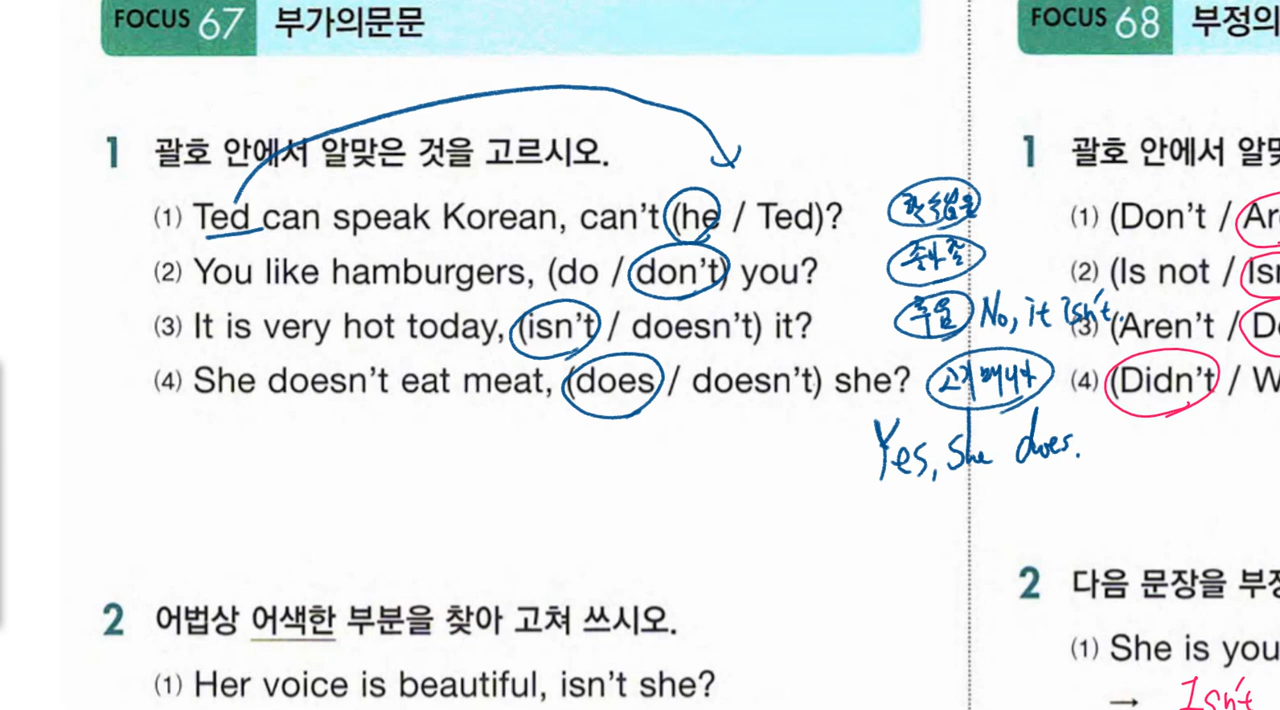 FOCUS 67 부가의문문
1 괄호 안에서 알맞은 것을 고르시오.
(1) Ted can speak Korean, can't (he / Ted)?
(2) You like hamburgers, (do / don't) you?
(3) It is very hot today, (isn't / doesn't) it?
No, it isn't.
(4) She doesn't eat meat, (does / doesn't) she?
Yes, she does.
2 어법상 어색한 부분을 찾아 고쳐 쓰시오.
(1) Her voice is beautiful, isn't she?
FOCUS 68 부정의
1 괄호 안에서 알맞
(1) (Don't / Ar
(2) (Is not / Isn
(3) (Aren't / Do
(4) (Didn't / W
2 다음 문장을 부정
(1) She is you
→ Isn't